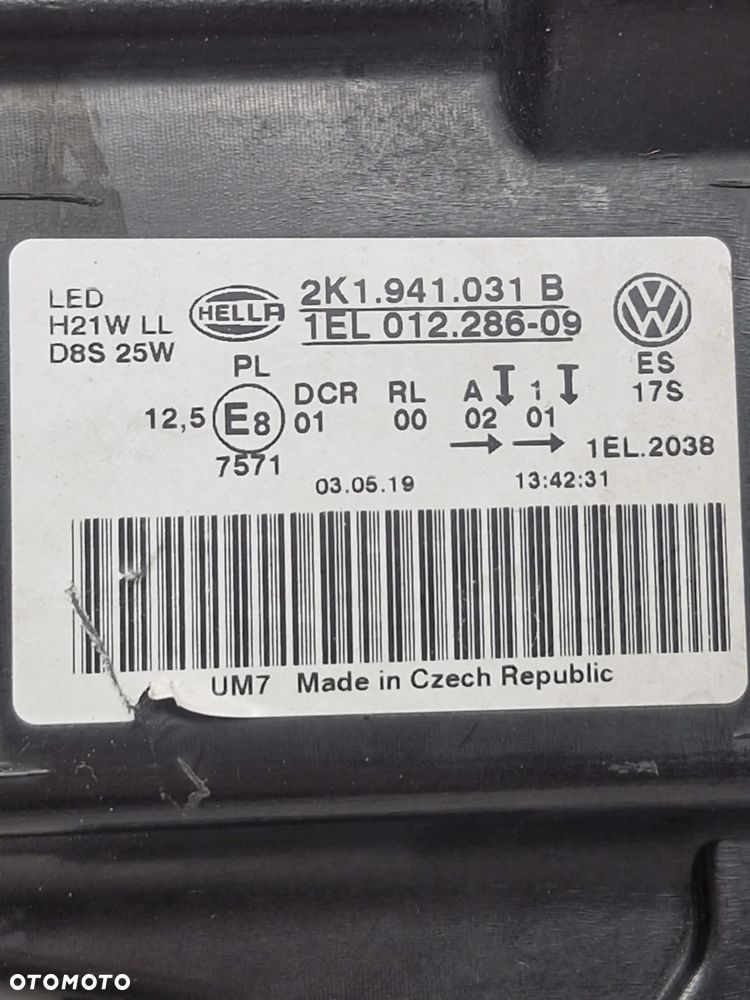 LED
H21W LL
D8S 25W
HELLA
2K1.941.031 B
1EL 012.286-09
ES
17S
PL
12,5 E8
7571
DCR RL A 1
01 00 02 01
1EL.2038
03.05.19 13:42:31
UM7 Made in Czech Republic
OTOMOTO